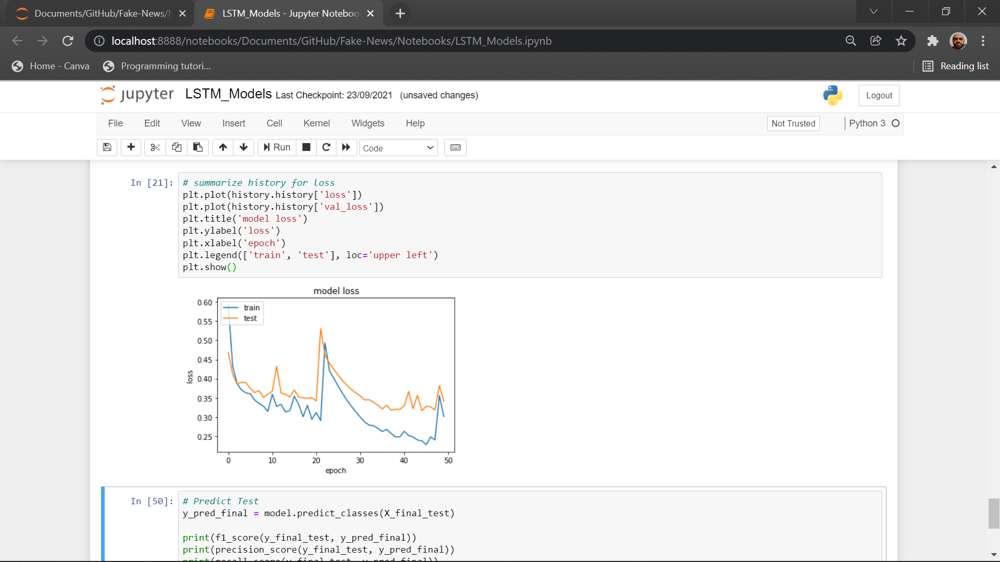 Documents/GitHub/Fake-News/N
LSTM_Models - Jupyter Notebook
localhost:8888/notebooks/Documents/GitHub/Fake-News/Notebooks/LSTM_Models.ipynb
Home - Canva
Programming tutori...
Reading list
jupyter LSTM_Models Last Checkpoint: 23/09/2021 (unsaved changes)
Logout
File Edit View Insert Cell Kernel Widgets Help
Not Trusted
Python 3
Run
Code
In [21]:
# summarize history for loss
plt.plot(history.history['loss'])
plt.plot(history.history['val_loss'])
plt.title('model loss')
plt.ylabel('loss')
plt.xlabel('epoch')
plt.legend(['train', 'test'], loc='upper left')
plt.show()
model loss
train
test
0.60
0.55
0.50
0.45
0.40
0.35
0.30
0.25
loss
0 10 20 30 40 50
epoch
In [50]:
# Predict Test
y_pred_final = model.predict_classes(X_final_test)
print(f1_score(y_final_test, y_pred_final))
print(precision_score(y_final_test, y_pred_final))
print(recall_score(y_final_test, y_pred_final))